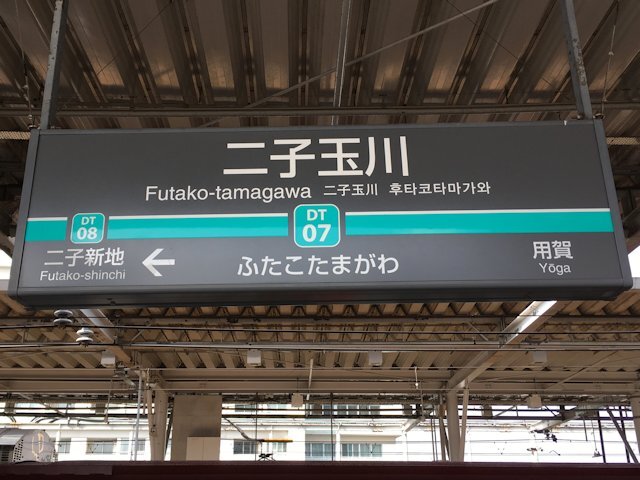 二子玉川
Futako-tamagawa 二子玉川 후타코타마가와
DT
08
DT
07
二子新地
Futako-shinchi
←
ふたこたまがわ
用賀
Yōga